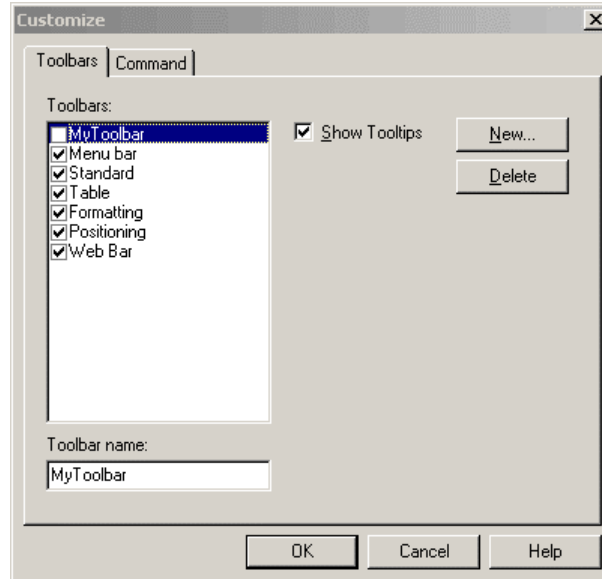 Customize
Toolbars Command
Toolbars:
MyToolbar
Menu bar
Standard
Table
Formatting
Positioning
Web Bar
Show Tooltips
New...
Delete
Toolbar name:
MyToolbar
OK Cancel Help